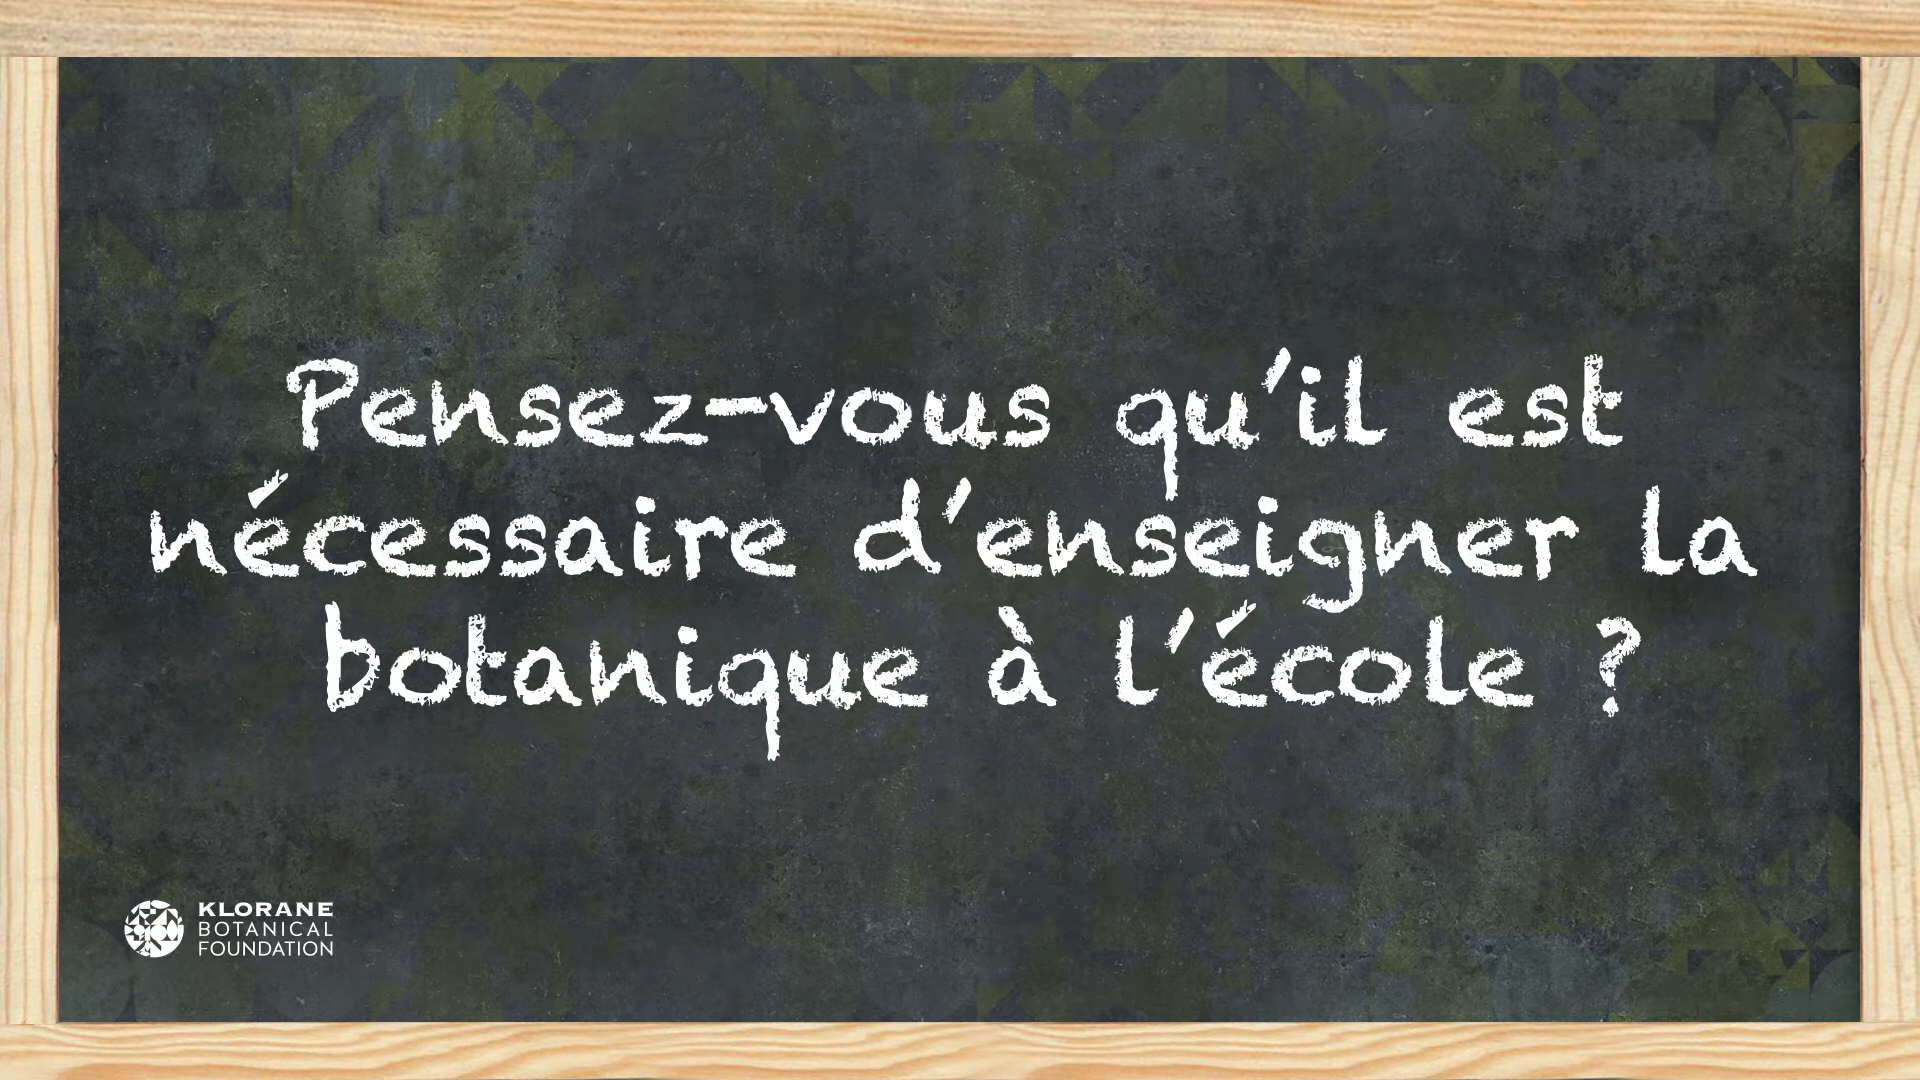 Pensez-vous qu’il est
nécessaire d’enseigner la
botanique à l’école ?
KLORANE
BOTANICAL
FOUNDATION